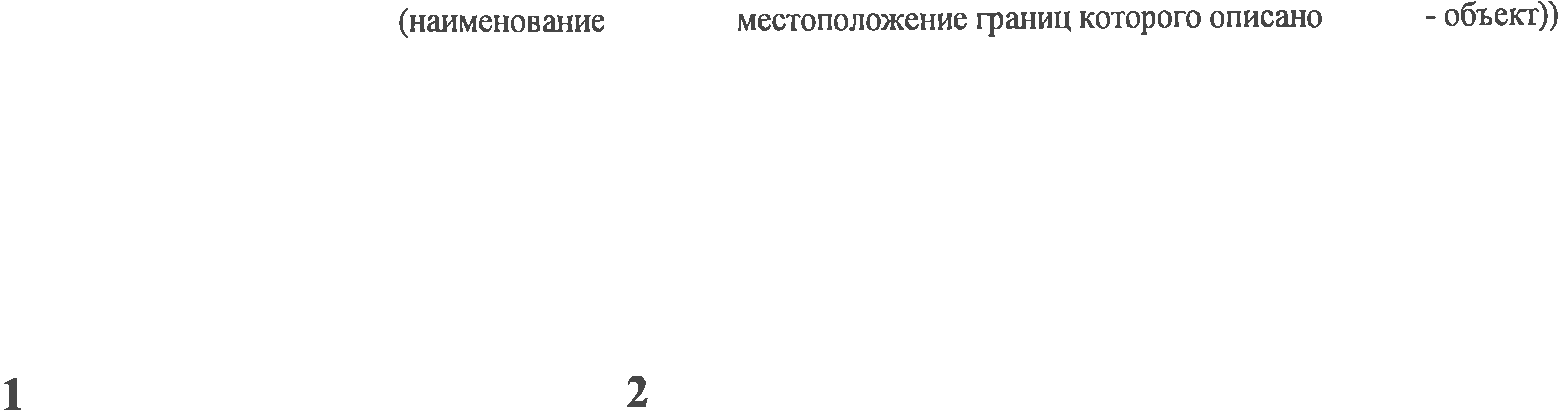 (наименование местоположение границ которого описано - объект))
1 2